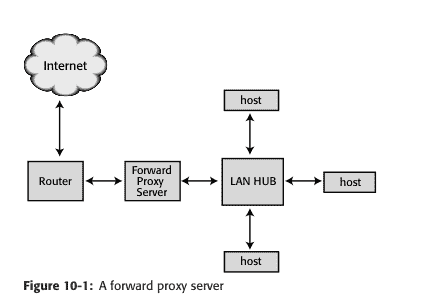 Internet
host
Router
Forward
Proxy
Server
LAN HUB
host
host
Figure 10-1: A forward proxy server